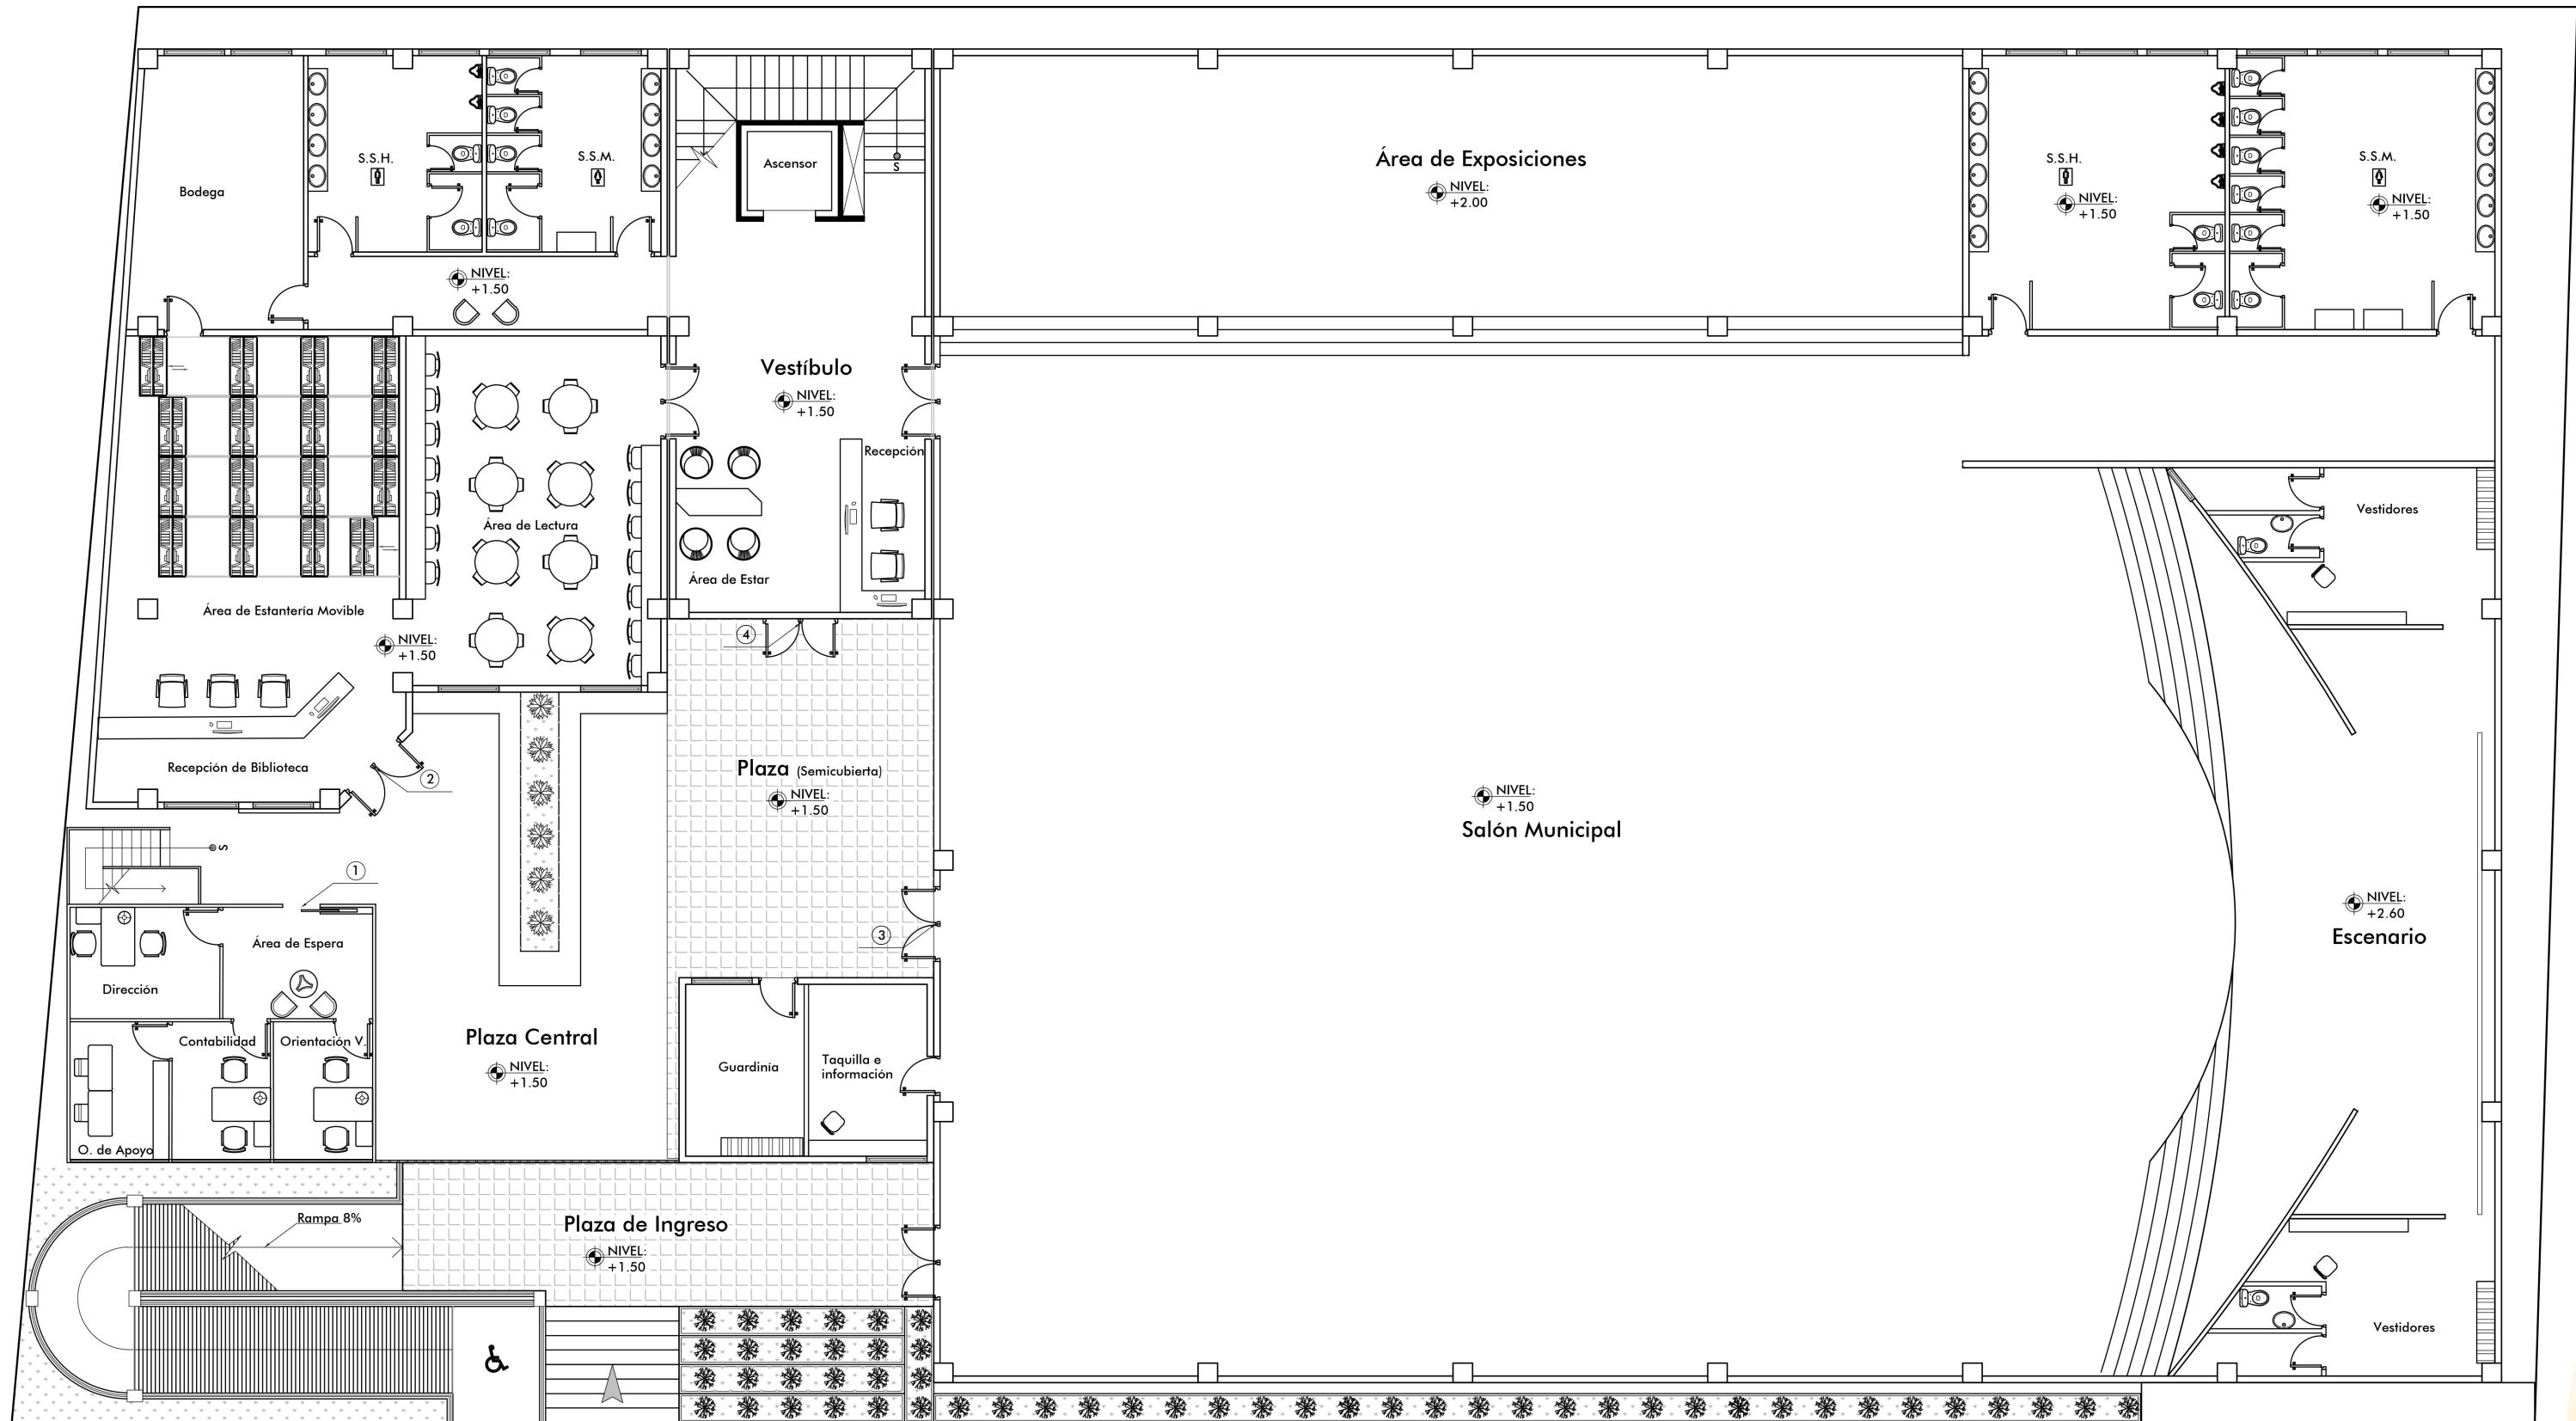 Bodega
S.S.H.
S.S.M.
NIVEL:
+1.50
Ascensor
S
Área de Exposiciones
NIVEL:
+2.00
S.S.H.
NIVEL:
+1.50
S.S.M.
NIVEL:
+1.50
Vestíbulo
NIVEL:
+1.50
Recepción
Área de Estar
Área de Lectura
Área de Estantería Movible
NIVEL:
+1.50
Recepción de Biblioteca
2
4
Plaza (Semicubierta)
NIVEL:
+1.50
3
S
1
Área de Espera
Dirección
Contabilidad
Orientación V.
O. de Apoyo
Plaza Central
NIVEL:
+1.50
Guardinía
Taquilla e
información
NIVEL:
+1.50
Salón Municipal
Vestidores
NIVEL:
+2.60
Escenario
Vestidores
Rampa 8%
Plaza de Ingreso
NIVEL:
+1.50